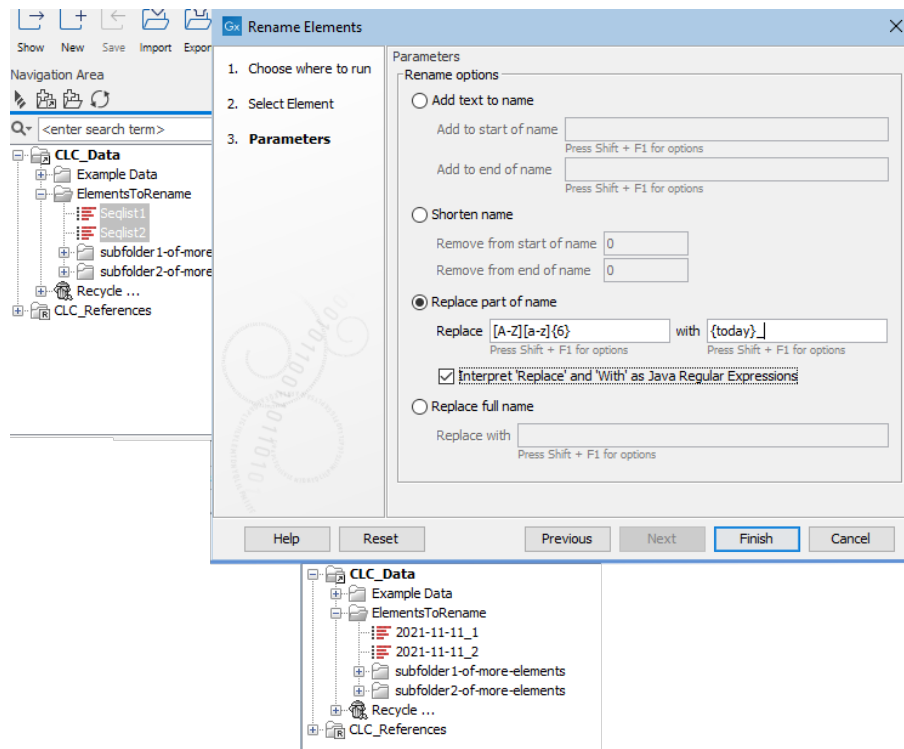 Show New Save Import Expor
Navigation Area
<enter search term>
CLC_Data
Example Data
ElementsToRename
Seqlist1
Seqlist2
subfolder1-of-more
subfolder2-of-more
Recycle ...
CLC_References
Gx Rename Elements
1. Choose where to run
2. Select Element
3. Parameters
Parameters
Rename options
Add text to name
Add to start of name
Press Shift + F1 for options
Add to end of name
Press Shift + F1 for options
Shorten name
Remove from start of name 0
Remove from end of name 0
Replace part of name
Replace [A-Z][a-z]{6} with {today}_
Press Shift + F1 for options Press Shift + F1 for options
Interpret 'Replace' and 'With' as Java Regular Expressions
Replace full name
Replace with
Press Shift + F1 for options
Help Reset Previous Next Finish Cancel
CLC_Data
Example Data
ElementsToRename
2021-11-11_1
2021-11-11_2
subfolder1-of-more-elements
subfolder2-of-more-elements
Recycle ...
CLC_References